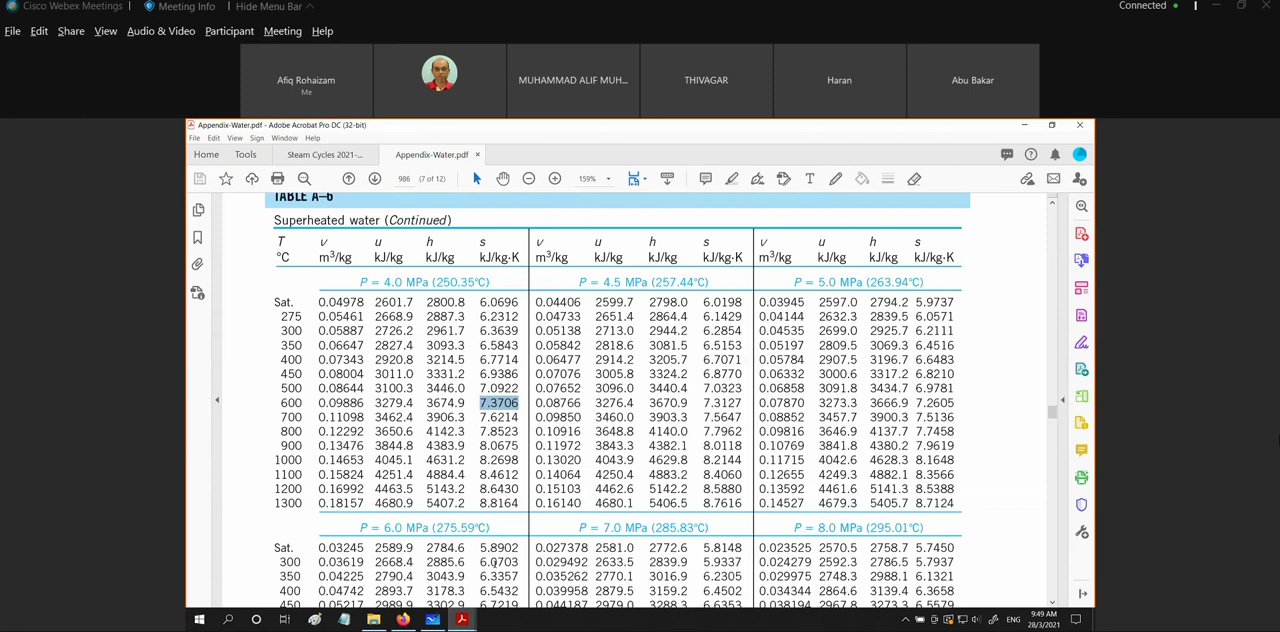 Cisco Webex Meetings | Meeting Info | Hide Menu Bar Connected
File Edit Share View Audio & Video Participant Meeting Help
Afiq Rohaizam MUHAMMAD ALIF MUH... THIVAGAR Haran Abu Bakar
Me
Appendix-Water.pdf - Adobe Acrobat Pro DC (32-bit)
File Edit View Sign Window Help
Home Tools Steam Cycles 2021-... Appendix-Water.pdf ×
986 (7 of 12) 159%
TABLE A–6
Superheated water (Continued)
T v u h s v u h s v u h s
°C m³/kg kJ/kg kJ/kg kJ/kg·K m³/kg kJ/kg kJ/kg kJ/kg·K m³/kg kJ/kg kJ/kg kJ/kg·K
P = 4.0 MPa (250.35°C) P = 4.5 MPa (257.44°C) P = 5.0 MPa (263.94°C)
Sat. 0.04978 2601.7 2800.8 6.0696 0.04406 2599.7 2798.0 6.0198 0.03945 2597.0 2794.2 5.9737
275 0.05461 2668.9 2887.3 6.2312 0.04733 2651.4 2864.4 6.1429 0.04144 2632.3 2839.5 6.0571
300 0.05887 2726.2 2961.7 6.3639 0.05138 2713.0 2944.2 6.2854 0.04535 2699.0 2925.7 6.2111
350 0.06647 2827.4 3093.3 6.5843 0.05842 2818.6 3081.5 6.5153 0.05197 2809.5 3069.3 6.4516
400 0.07343 2920.8 3214.5 6.7714 0.06477 2914.2 3205.7 6.7071 0.05784 2907.5 3196.7 6.6483
450 0.08004 3011.0 3331.2 6.9386 0.07076 3005.8 3324.2 6.8770 0.06332 3000.6 3317.2 6.8210
500 0.08644 3100.3 3446.0 7.0922 0.07652 3096.0 3440.4 7.0323 0.06858 3091.8 3434.7 6.9781
600 0.09886 3279.4 3674.9 7.3706 0.08766 3276.4 3670.9 7.3127 0.07870 3273.3 3666.9 7.2605
700 0.11098 3462.4 3906.3 7.6214 0.09850 3460.0 3903.3 7.5647 0.08852 3457.7 3900.3 7.5136
800 0.12292 3650.6 4142.3 7.8523 0.10916 3648.8 4140.0 7.7962 0.09816 3646.9 4137.7 7.7458
900 0.13476 3844.8 4383.9 8.0675 0.11972 3843.3 4382.1 8.0118 0.10769 3841.8 4380.2 7.9619
1000 0.14653 4045.1 4631.2 8.2698 0.13020 4043.9 4629.8 8.2144 0.11715 4042.6 4628.3 8.1648
1100 0.15824 4251.4 4884.4 8.4612 0.14064 4250.4 4883.2 8.4060 0.12655 4249.3 4882.1 8.3566
1200 0.16992 4463.5 5143.2 8.6430 0.15103 4462.6 5142.2 8.5880 0.13592 4461.6 5141.3 8.5388
1300 0.18157 4680.9 5407.2 8.8164 0.16140 4680.1 5406.5 8.7616 0.14527 4679.3 5405.7 8.7124
P = 6.0 MPa (275.59°C) P = 7.0 MPa (285.83°C) P = 8.0 MPa (295.01°C)
Sat. 0.03245 2589.9 2784.6 5.8902 0.027378 2581.0 2772.6 5.8148 0.023525 2570.5 2758.7 5.7450
300 0.03619 2668.4 2885.6 6.0703 0.029492 2633.5 2839.9 5.9337 0.024279 2592.3 2786.5 5.7937
350 0.04225 2790.4 3043.9 6.3357 0.035262 2770.1 3016.9 6.2305 0.029975 2748.3 2988.1 6.1321
400 0.04742 2893.7 3178.3 6.5432 0.039958 2879.5 3159.2 6.4502 0.034344 2864.6 3139.4 6.3658
450 0.05217 2989.9 3302.9 6.7219 0.044187 2979.0 3288.3 6.6353 0.038194 2967.8 3273.3 6.5579
ENG 9:49 AM
28/3/2021